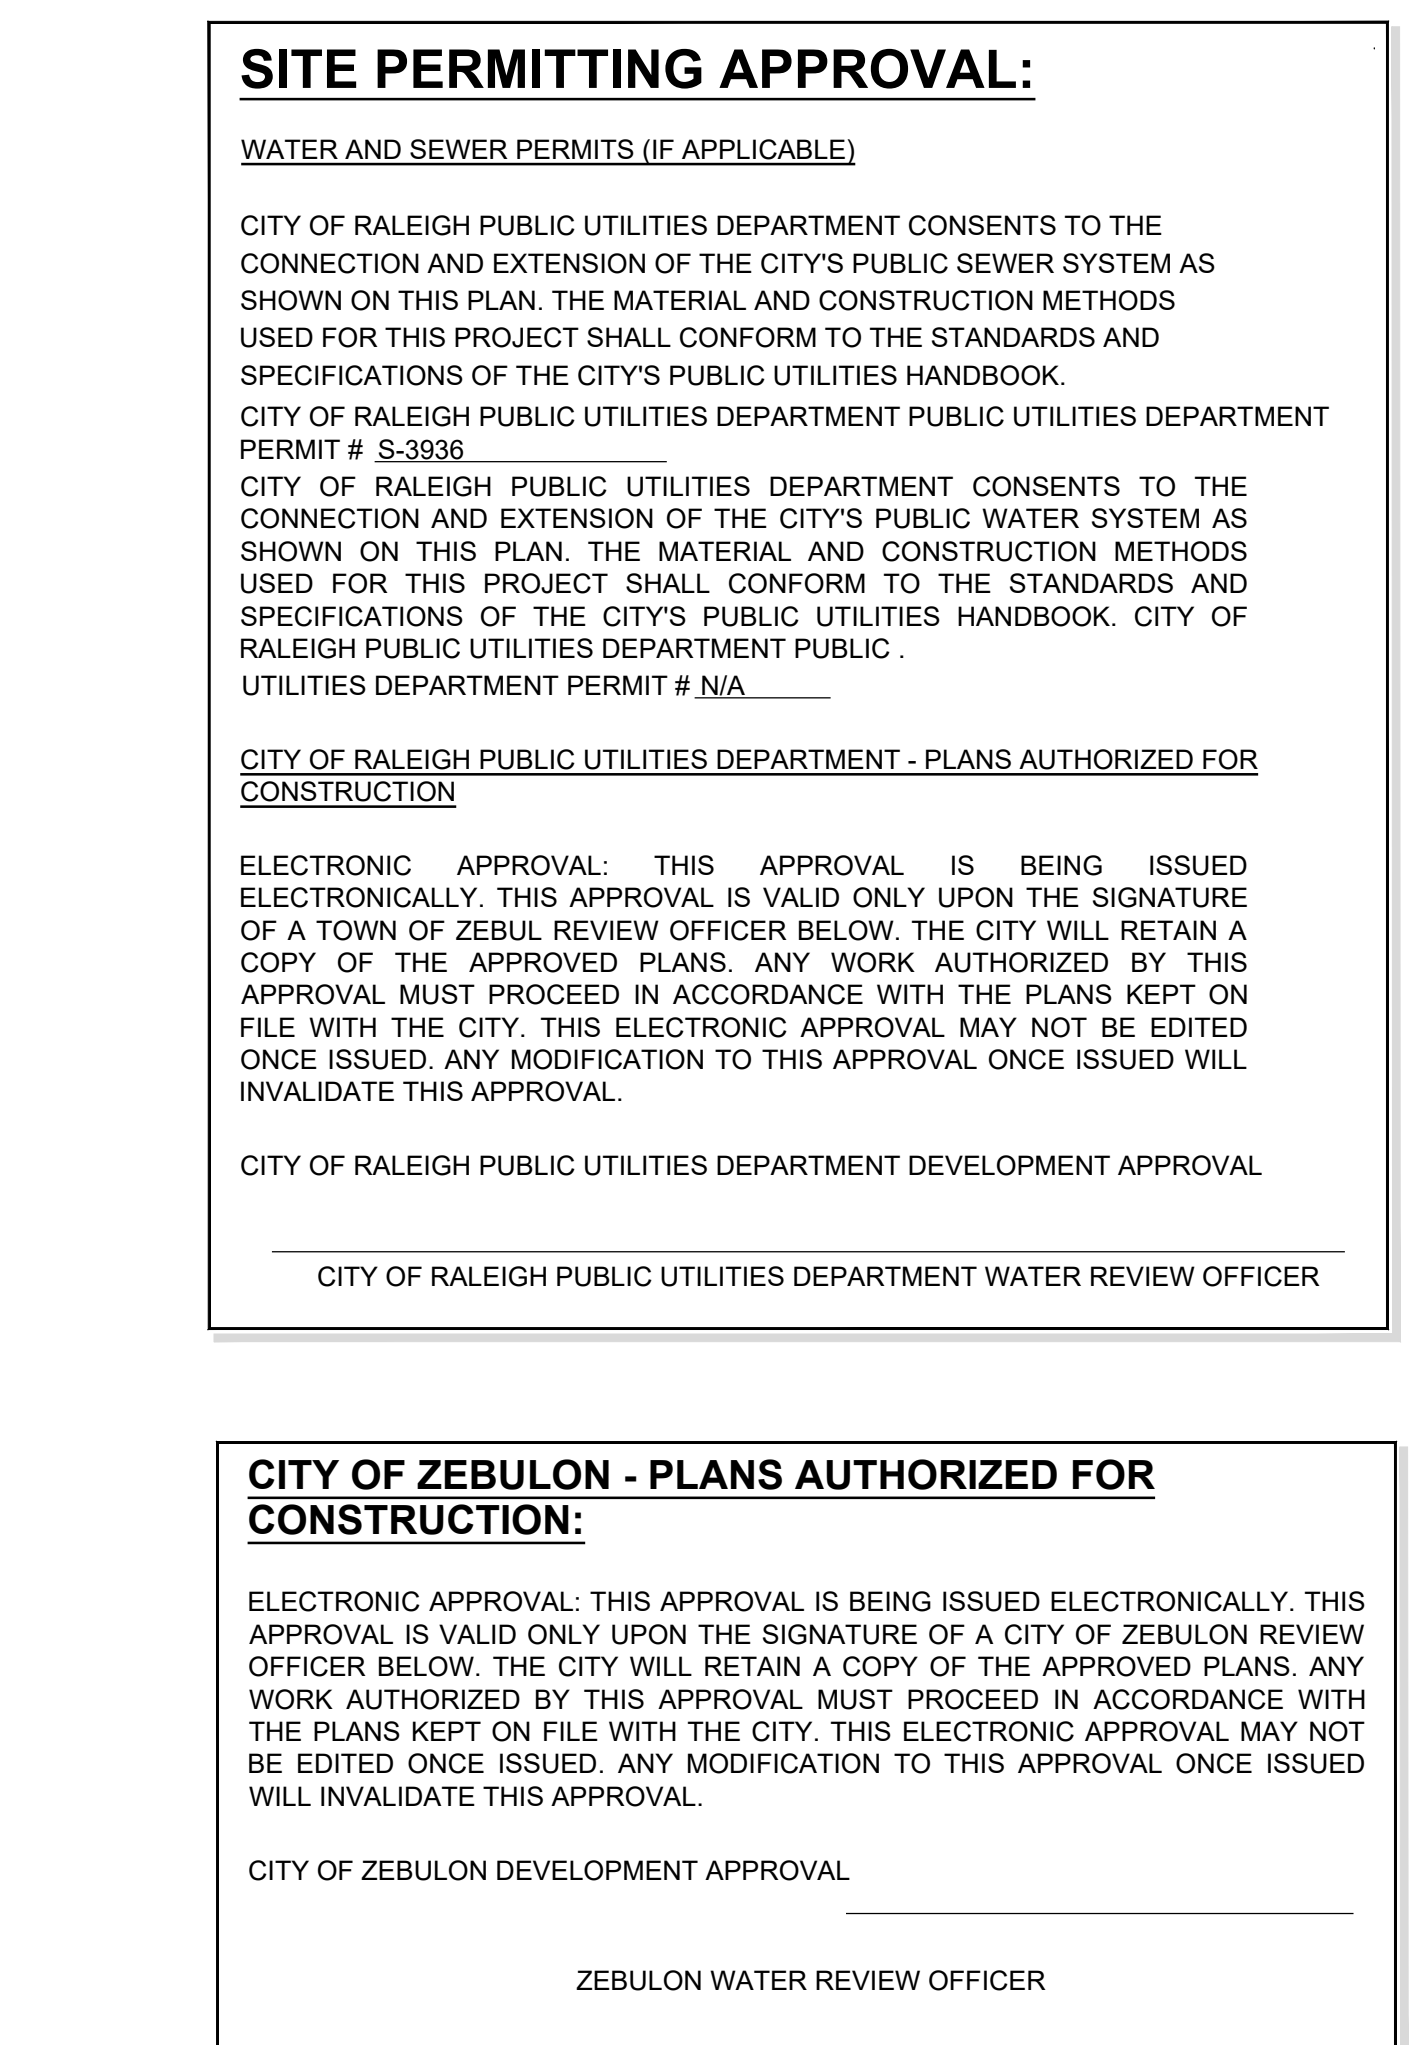 SITE PERMITTING APPROVAL:
WATER AND SEWER PERMITS (IF APPLICABLE)
CITY OF RALEIGH PUBLIC UTILITIES DEPARTMENT CONSENTS TO THE
CONNECTION AND EXTENSION OF THE CITY'S PUBLIC SEWER SYSTEM AS
SHOWN ON THIS PLAN. THE MATERIAL AND CONSTRUCTION METHODS
USED FOR THIS PROJECT SHALL CONFORM TO THE STANDARDS AND
SPECIFICATIONS OF THE CITY'S PUBLIC UTILITIES HANDBOOK.
CITY OF RALEIGH PUBLIC UTILITIES DEPARTMENT PUBLIC UTILITIES DEPARTMENT
PERMIT # S-3936
CITY OF RALEIGH PUBLIC UTILITIES DEPARTMENT CONSENTS TO THE
CONNECTION AND EXTENSION OF THE CITY'S PUBLIC WATER SYSTEM AS
SHOWN ON THIS PLAN. THE MATERIAL AND CONSTRUCTION METHODS
USED FOR THIS PROJECT SHALL CONFORM TO THE STANDARDS AND
SPECIFICATIONS OF THE CITY'S PUBLIC UTILITIES HANDBOOK. CITY OF
RALEIGH PUBLIC UTILITIES DEPARTMENT PUBLIC .
UTILITIES DEPARTMENT PERMIT # N/A
CITY OF RALEIGH PUBLIC UTILITIES DEPARTMENT - PLANS AUTHORIZED FOR
CONSTRUCTION
ELECTRONIC APPROVAL: THIS APPROVAL IS BEING ISSUED
ELECTRONICALLY. THIS APPROVAL IS VALID ONLY UPON THE SIGNATURE
OF A TOWN OF ZEBUL REVIEW OFFICER BELOW. THE CITY WILL RETAIN A
COPY OF THE APPROVED PLANS. ANY WORK AUTHORIZED BY THIS
APPROVAL MUST PROCEED IN ACCORDANCE WITH THE PLANS KEPT ON
FILE WITH THE CITY. THIS ELECTRONIC APPROVAL MAY NOT BE EDITED
ONCE ISSUED. ANY MODIFICATION TO THIS APPROVAL ONCE ISSUED WILL
INVALIDATE THIS APPROVAL.
CITY OF RALEIGH PUBLIC UTILITIES DEPARTMENT DEVELOPMENT APPROVAL
CITY OF RALEIGH PUBLIC UTILITIES DEPARTMENT WATER REVIEW OFFICER
CITY OF ZEBULON - PLANS AUTHORIZED FOR
CONSTRUCTION:
ELECTRONIC APPROVAL: THIS APPROVAL IS BEING ISSUED ELECTRONICALLY. THIS
APPROVAL IS VALID ONLY UPON THE SIGNATURE OF A CITY OF ZEBULON REVIEW
OFFICER BELOW. THE CITY WILL RETAIN A COPY OF THE APPROVED PLANS. ANY
WORK AUTHORIZED BY THIS APPROVAL MUST PROCEED IN ACCORDANCE WITH
THE PLANS KEPT ON FILE WITH THE CITY. THIS ELECTRONIC APPROVAL MAY NOT
BE EDITED ONCE ISSUED. ANY MODIFICATION TO THIS APPROVAL ONCE ISSUED
WILL INVALIDATE THIS APPROVAL.
CITY OF ZEBULON DEVELOPMENT APPROVAL
ZEBULON WATER REVIEW OFFICER